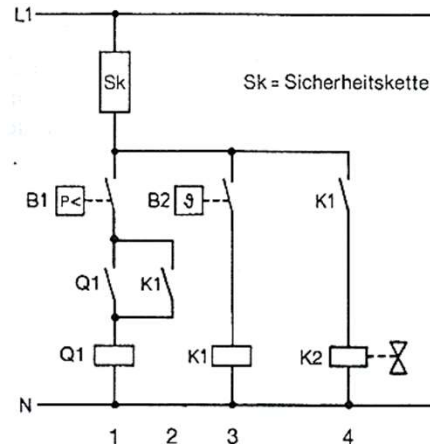 L1
Sk
Sk = Sicherheitskette
B1 P< B2 ϑ K1
Q1 K1
Q1 K1 K2
N
1 2 3 4